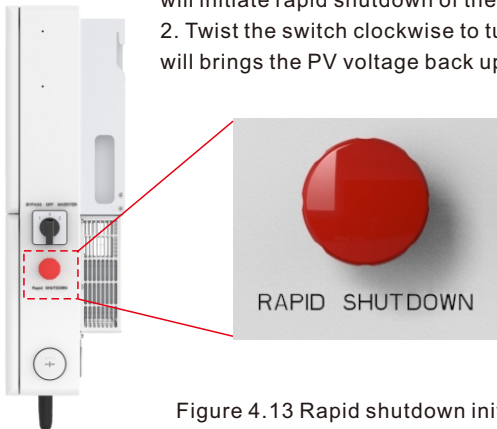 will initiate rapid shutdown of the
2. Twist the switch clockwise to tu
will brings the PV voltage back up
BYPASS OFF INVERTER
Rapid SHUTDOWN
RAPID SHUTDOWN
Figure 4.13 Rapid shutdown init